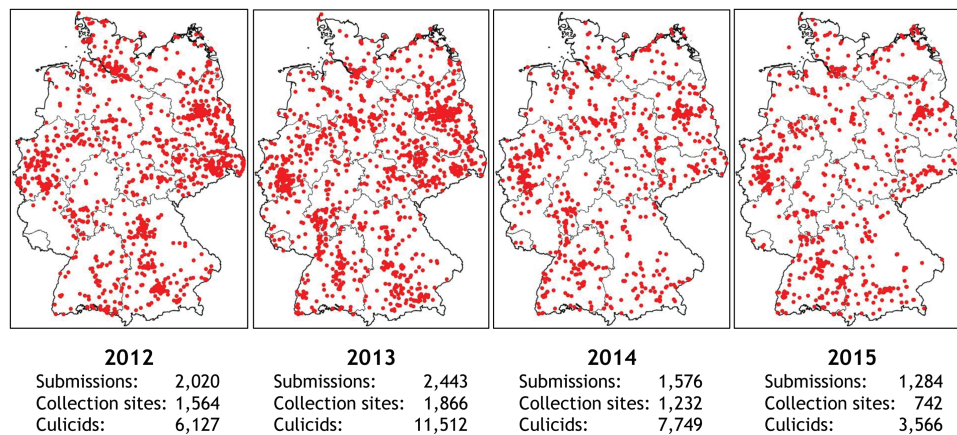 2012
Submissions: 2,020
Collection sites: 1,564
Culicids: 6,127
2013
Submissions: 2,443
Collection sites: 1,866
Culicids: 11,512
2014
Submissions: 1,576
Collection sites: 1,232
Culicids: 7,749
2015
Submissions: 1,284
Collection sites: 742
Culicids: 3,566